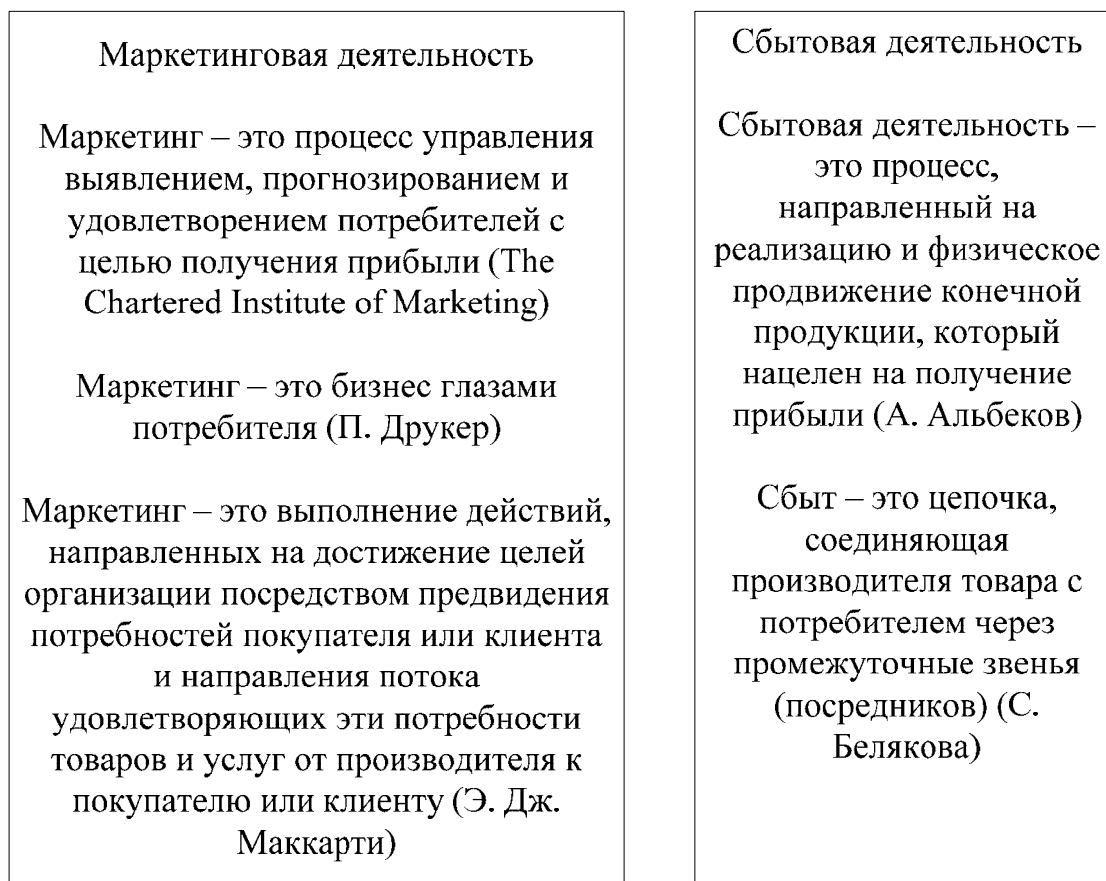 Маркетинговая деятельность
Маркетинг – это процесс управления
выявлением, прогнозированием и
удовлетворением потребителей с
целью получения прибыли (The
Chartered Institute of Marketing)
Маркетинг – это бизнес глазами
потребителя (П. Друкер)
Маркетинг – это выполнение действий,
направленных на достижение целей
организации посредством предвидения
потребностей покупателя или клиента
и направления потока
удовлетворяющих эти потребности
товаров и услуг от производителя к
покупателю или клиенту (Э. Дж.
Маккарти)
Сбытовая деятельность
Сбытовая деятельность –
это процесс,
направленный на
реализацию и физическое
продвижение конечной
продукции, который
нацелен на получение
прибыли (А. Альбеков)
Сбыт – это цепочка,
соединяющая
производителя товара с
потребителем через
промежуточные звенья
(посредников) (С.
Белякова)